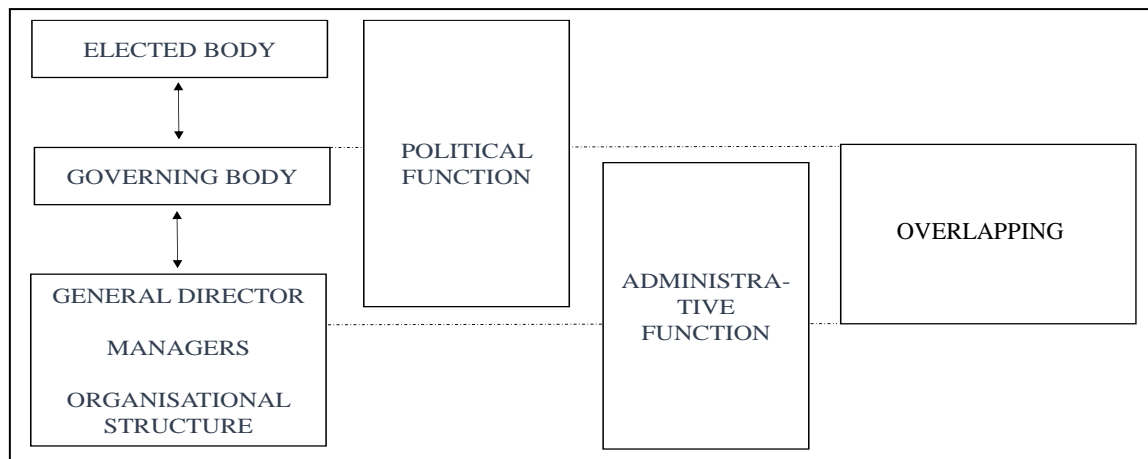 ELECTED BODY
GOVERNING BODY
GENERAL DIRECTOR
MANAGERS
ORGANISATIONAL
STRUCTURE
POLITICAL
FUNCTION
ADMINISTRA-
TIVE
FUNCTION
OVERLAPPING